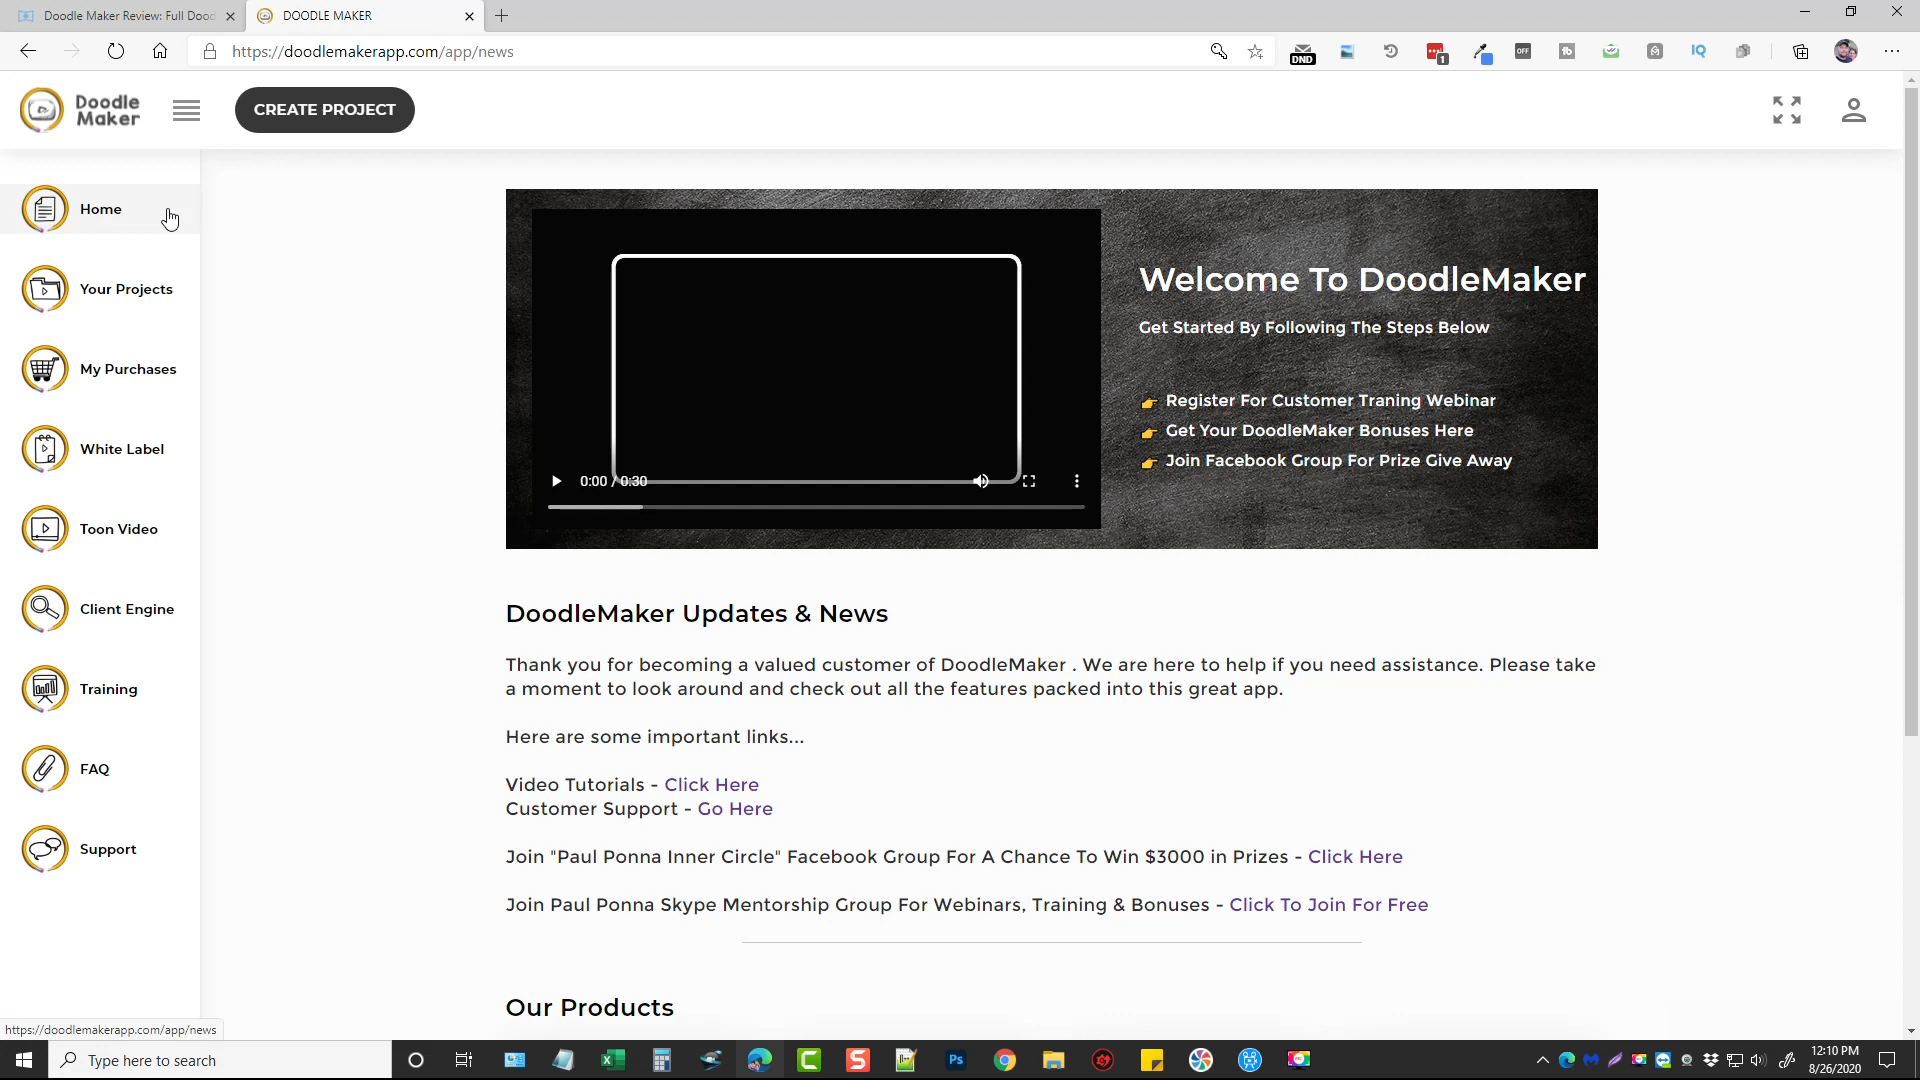 Doodle Maker Review: Full Dood
DOODLE MAKER
https://doodlemakerapp.com/app/news
DND
1
OFF
tb
IQ
Doodle
Maker
CREATE PROJECT
Home
Your Projects
My Purchases
White Label
Toon Video
Client Engine
Training
FAQ
Support
0:00 / 0:30
Welcome To DoodleMaker
Get Started By Following The Steps Below
Register For Customer Traning Webinar
Get Your DoodleMaker Bonuses Here
Join Facebook Group For Prize Give Away
DoodleMaker Updates & News
Thank you for becoming a valued customer of DoodleMaker . We are here to help if you need assistance. Please take
a moment to look around and check out all the features packed into this great app.
Here are some important links...
Video Tutorials - Click Here
Customer Support - Go Here
Join "Paul Ponna Inner Circle" Facebook Group For A Chance To Win $3000 in Prizes - Click Here
Join Paul Ponna Skype Mentorship Group For Webinars, Training & Bonuses - Click To Join For Free
Our Products
https://doodlemakerapp.com/app/news
Type here to search
Ps
12:10 PM
8/26/2020